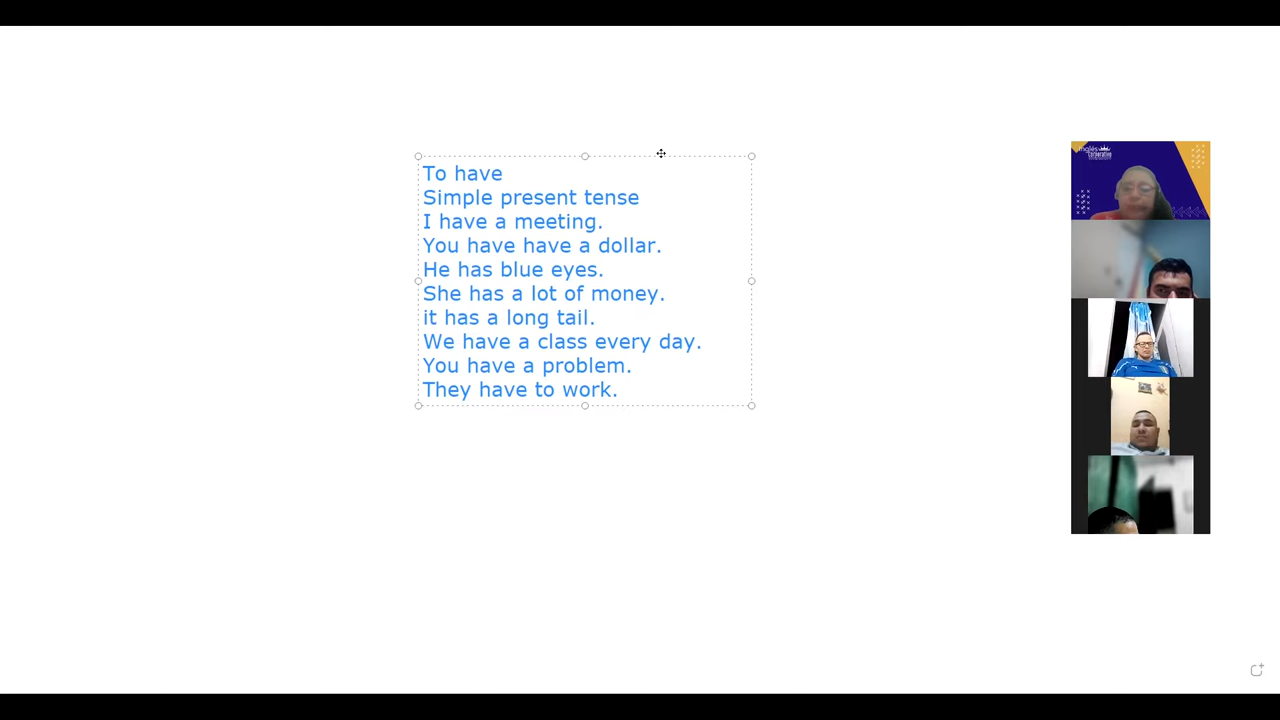 To have
Simple present tense
I have a meeting.
You have have a dollar.
He has blue eyes.
She has a lot of money.
it has a long tail.
We have a class every day.
You have a problem.
They have to work.